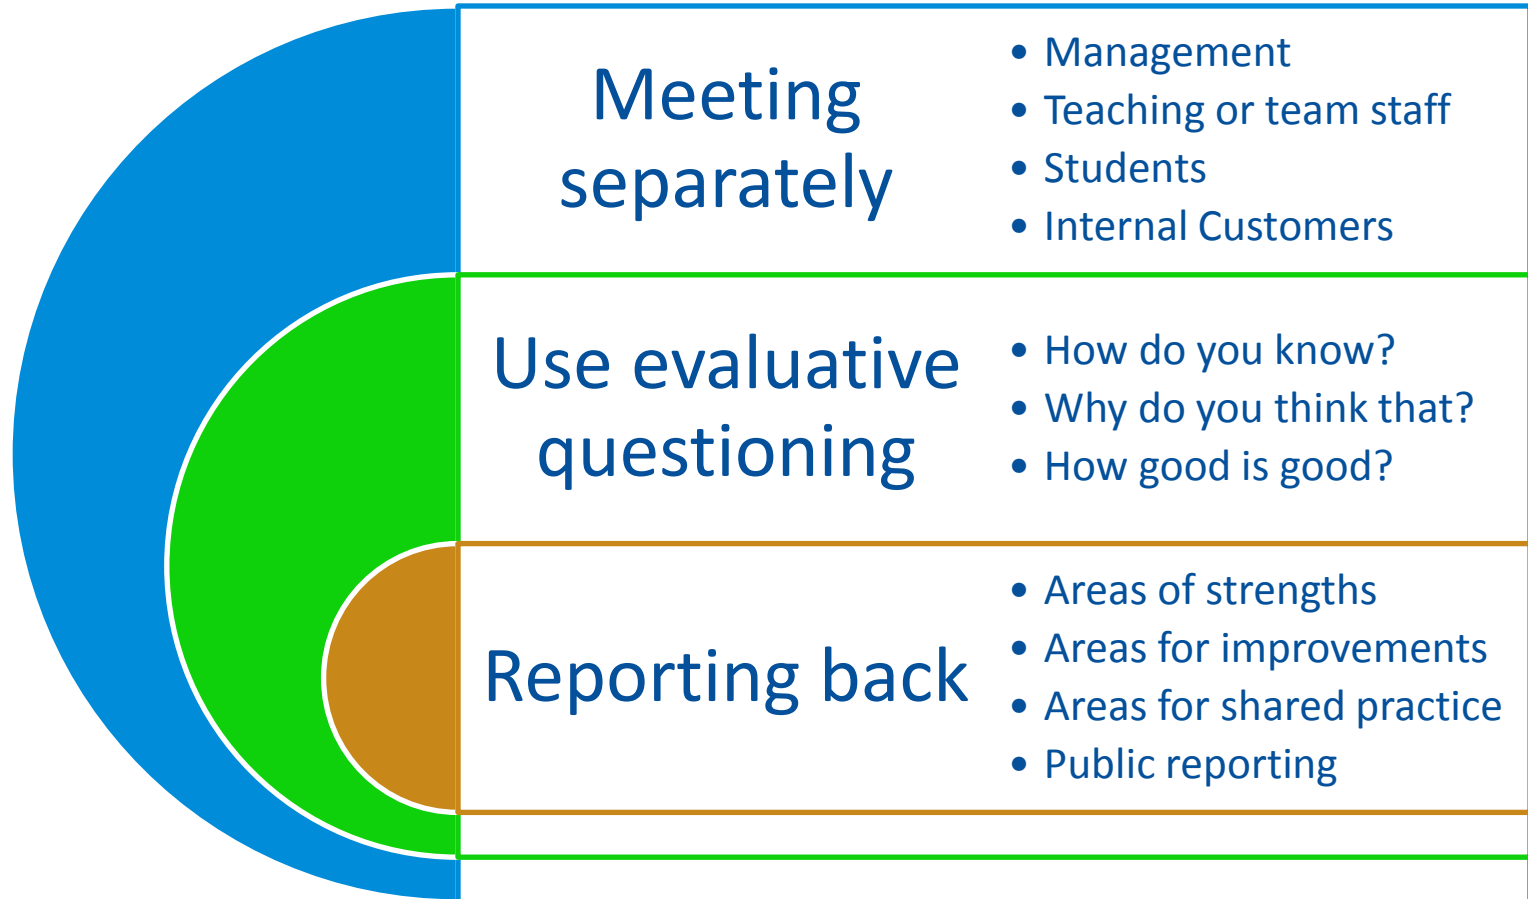 Meeting
separately
• Management
• Teaching or team staff
• Students
• Internal Customers
Use evaluative
questioning
• How do you know?
• Why do you think that?
• How good is good?
Reporting back
• Areas of strengths
• Areas for improvements
• Areas for shared practice
• Public reporting